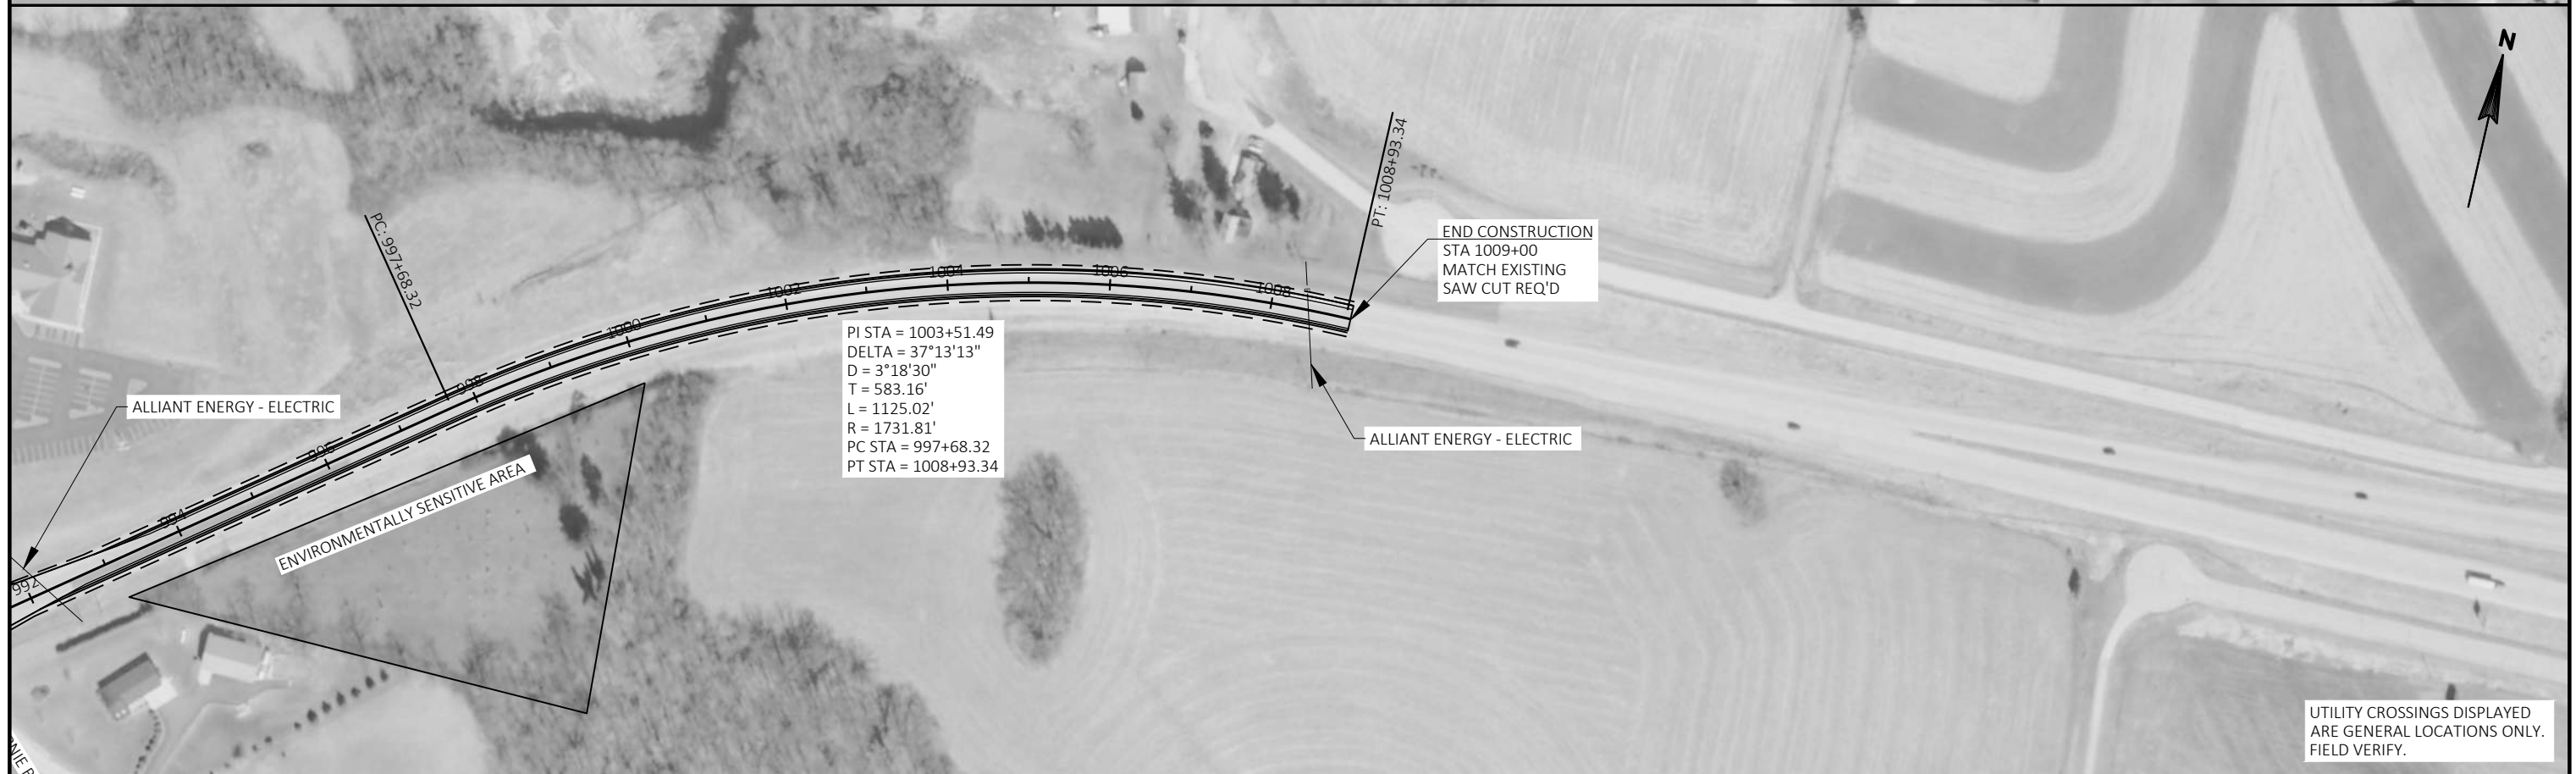 N
PT: 1008+93.34
PC: 997+68.32
END CONSTRUCTION
STA 1009+00
MATCH EXISTING
SAW CUT REQ'D
992
994
996
998
1000
1002
1004
1006
1008
PI STA = 1003+51.49
DELTA = 37°13'13"
D = 3°18'30"
T = 583.16'
L = 1125.02'
R = 1731.81'
PC STA = 997+68.32
PT STA = 1008+93.34
ALLIANT ENERGY - ELECTRIC
ALLIANT ENERGY - ELECTRIC
ENVIRONMENTALLY SENSITIVE AREA
UTILITY CROSSINGS DISPLAYED
ARE GENERAL LOCATIONS ONLY.
FIELD VERIFY.